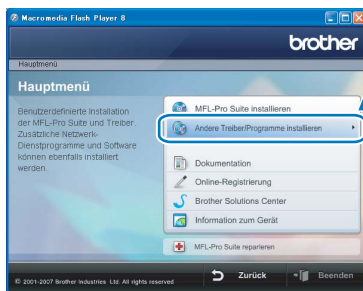 Macromedia Flash Player 8
brother
Hauptmenü
Hauptmenü
Benutzerdefinierte Installation
der MFL-Pro Suite und Treiber.
Zusätzliche Netzwerk-
Dienstprogramme und Software
können ebenfalls installiert
werden.
MFL-Pro Suite installieren
Andere Treiber/Programme installieren
Dokumentation
Online-Registrierung
Brother Solutions Center
Information zum Gerät
MFL-Pro Suite reparieren
© 2001-2007 Brother Industries Ltd. All rights reserved
Zurück
Beenden